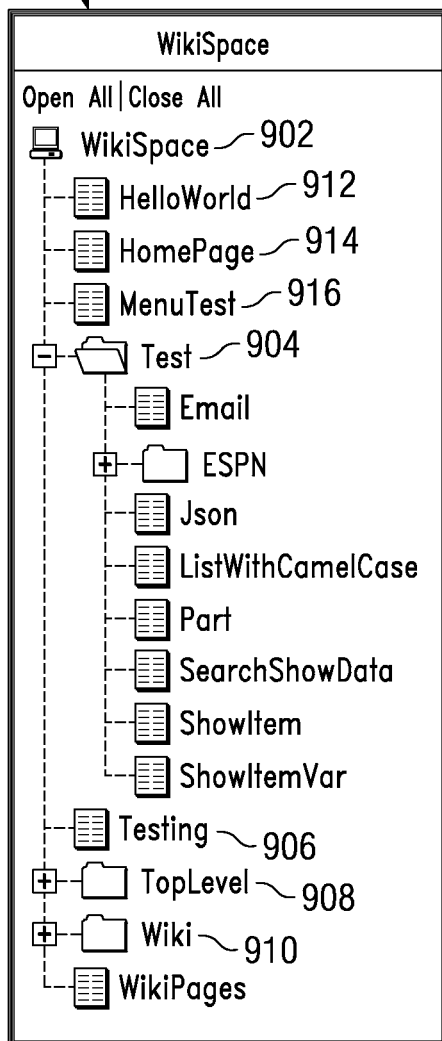 WikiSpace
Open All|Close All
WikiSpace 902
HelloWorld 912
HomePage 914
MenuTest 916
Test 904
Email
ESPN
Json
ListWithCamelCase
Part
SearchShowData
ShowItem
ShowItemVar
Testing 906
TopLevel 908
Wiki 910
WikiPages